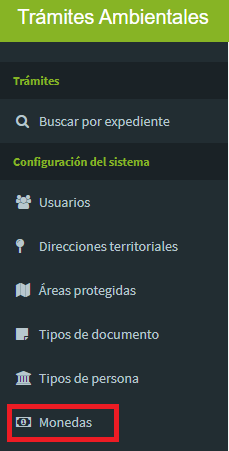 Trámites Ambientales
Trámites
Buscar por expediente
Configuración del sistema
Usuarios
Direcciones territoriales
Áreas protegidas
Tipos de documento
Tipos de persona
Monedas